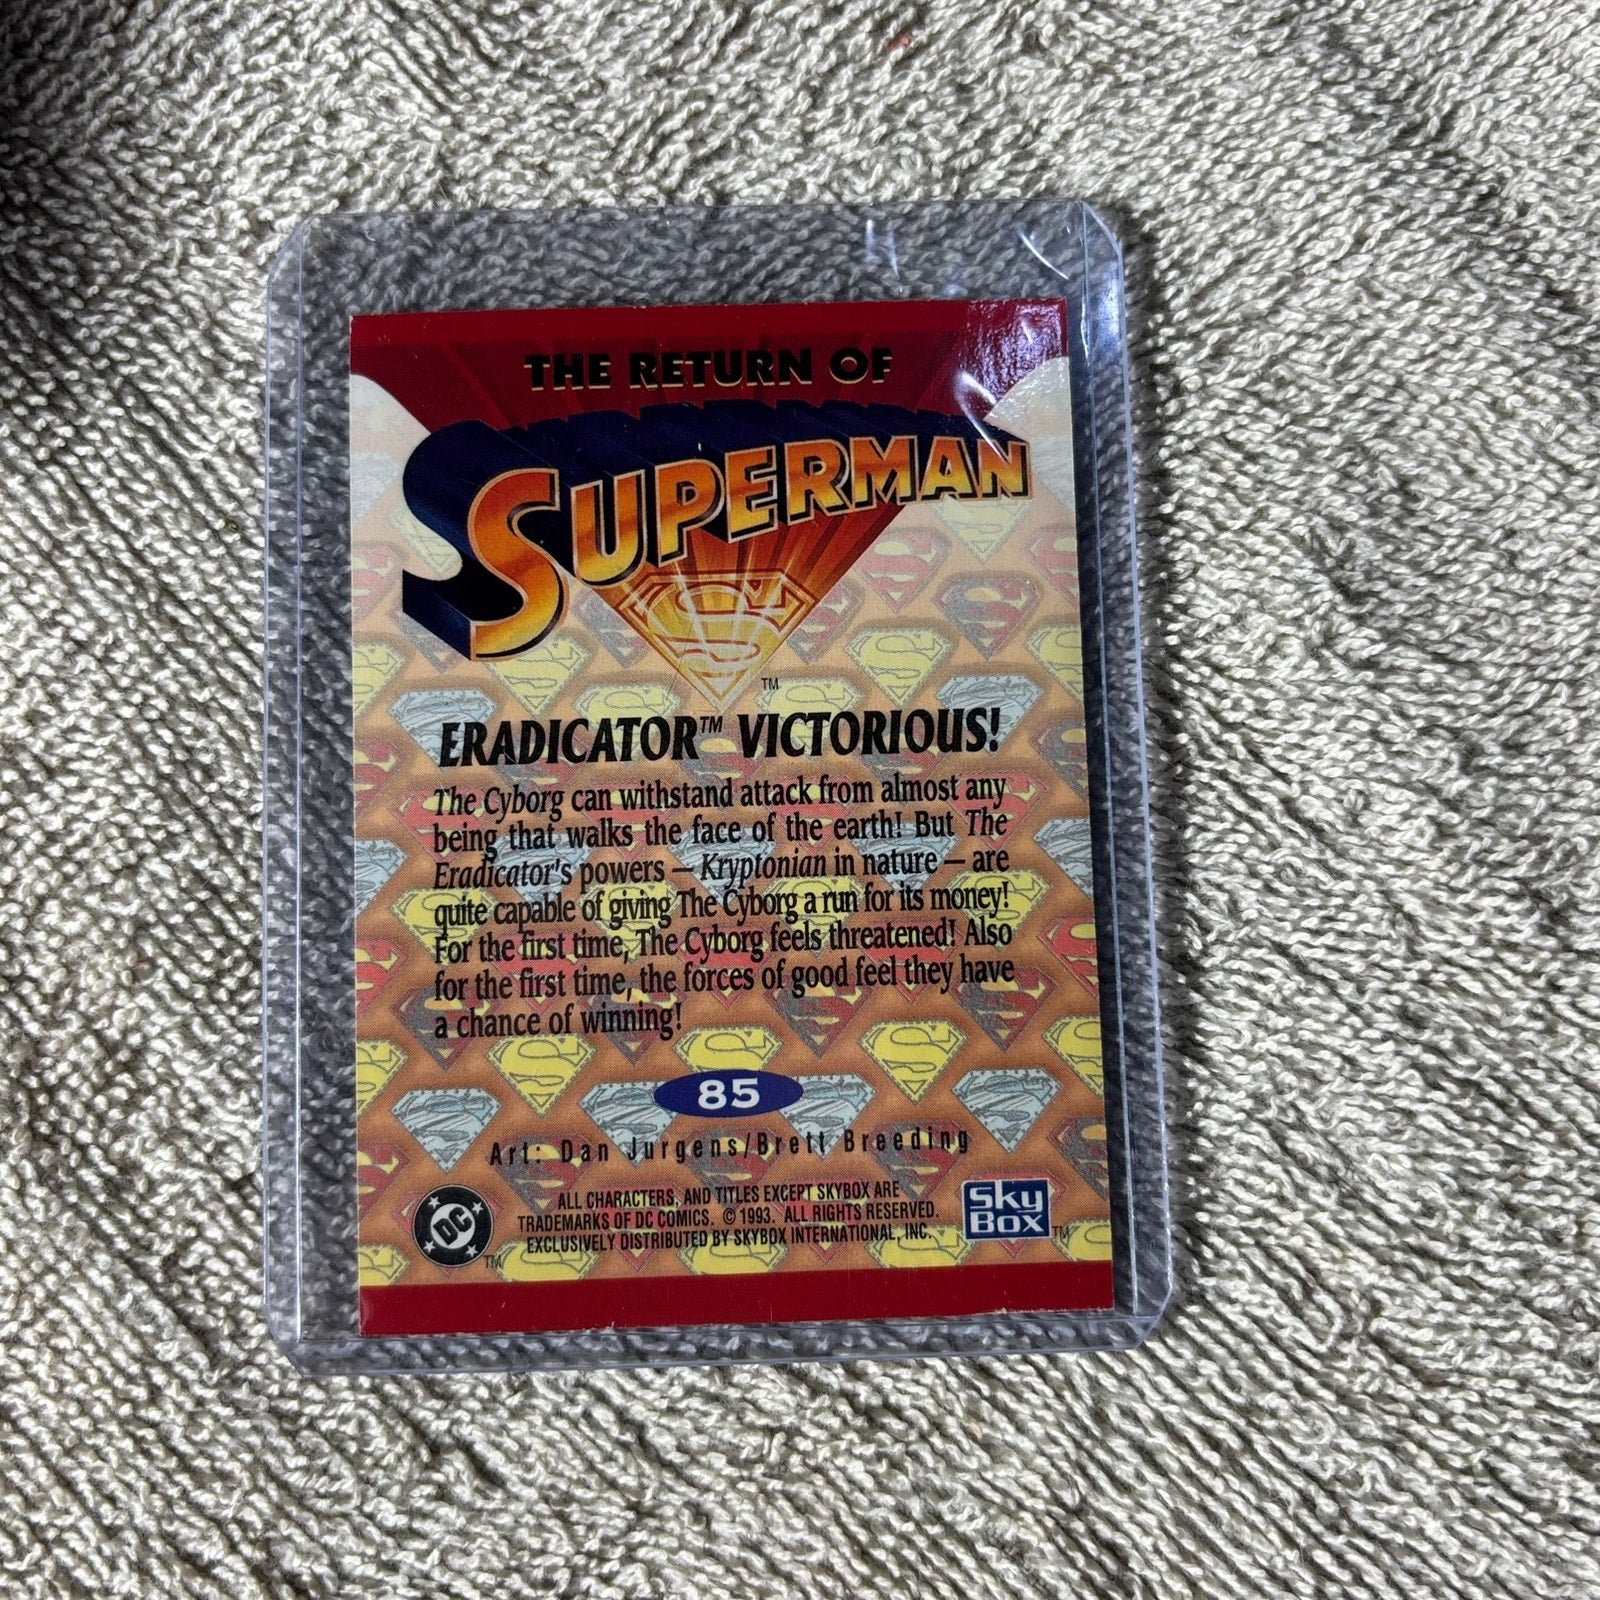 THE RETURN OF
SUPERMAN
TM
ERADICATOR™ VICTORIOUS!
The Cyborg can withstand attack from almost any
being that walks the face of the earth! But The
Eradicator's powers — Kryptonian in nature — are
quite capable of giving The Cyborg a run for its money!
For the first time, The Cyborg feels threatened! Also
for the first time, the forces of good feel they have
a chance of winning!
85
Art: Dan Jurgens/Brett Breeding
DC TM
ALL CHARACTERS, AND TITLES EXCEPT SKYBOX ARE
TRADEMARKS OF DC COMICS. © 1993. ALL RIGHTS RESERVED.
EXCLUSIVELY DISTRIBUTED BY SKYBOX INTERNATIONAL, INC.
Sky
Box TM